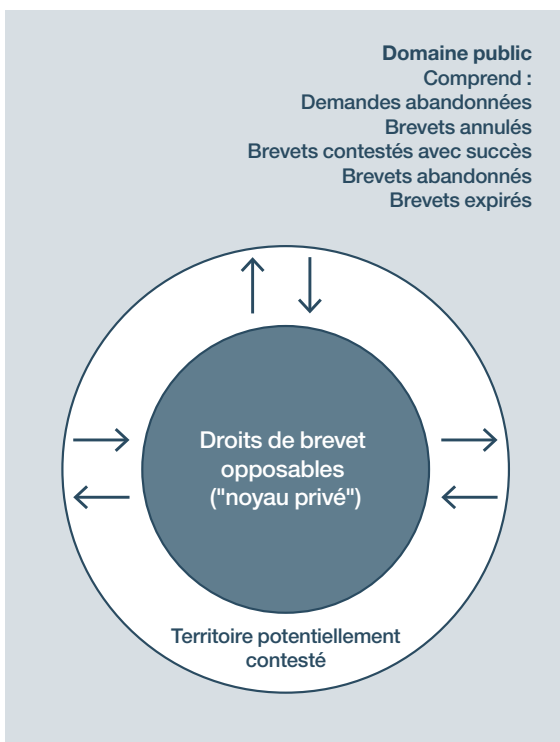 Domaine public
Comprend :
Demandes abandonnées
Brevets annulés
Brevets contestés avec succès
Brevets abandonnés
Brevets expirés
Droits de brevet
opposables
("noyau privé")
Territoire potentiellement
contesté